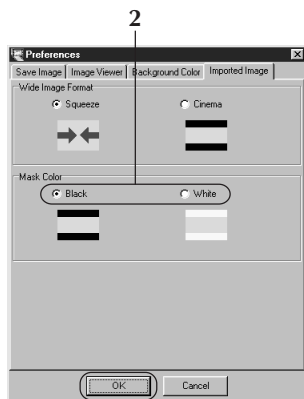 2
Preferences
Save Image Image Viewer Background Color Imported Image
Wide Image Format
Squeeze Cinema
Mask Color
Black White
OK Cancel